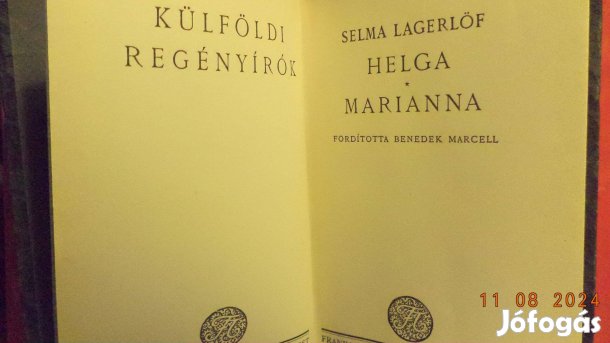 KÜLFÖLDI
REGÉNYÍRÓK
SELMA LAGERLÖF
HELGA
*
MARIANNA
FORDÍTOTTA BENEDEK MARCELL
11 08 2024
Jófogás